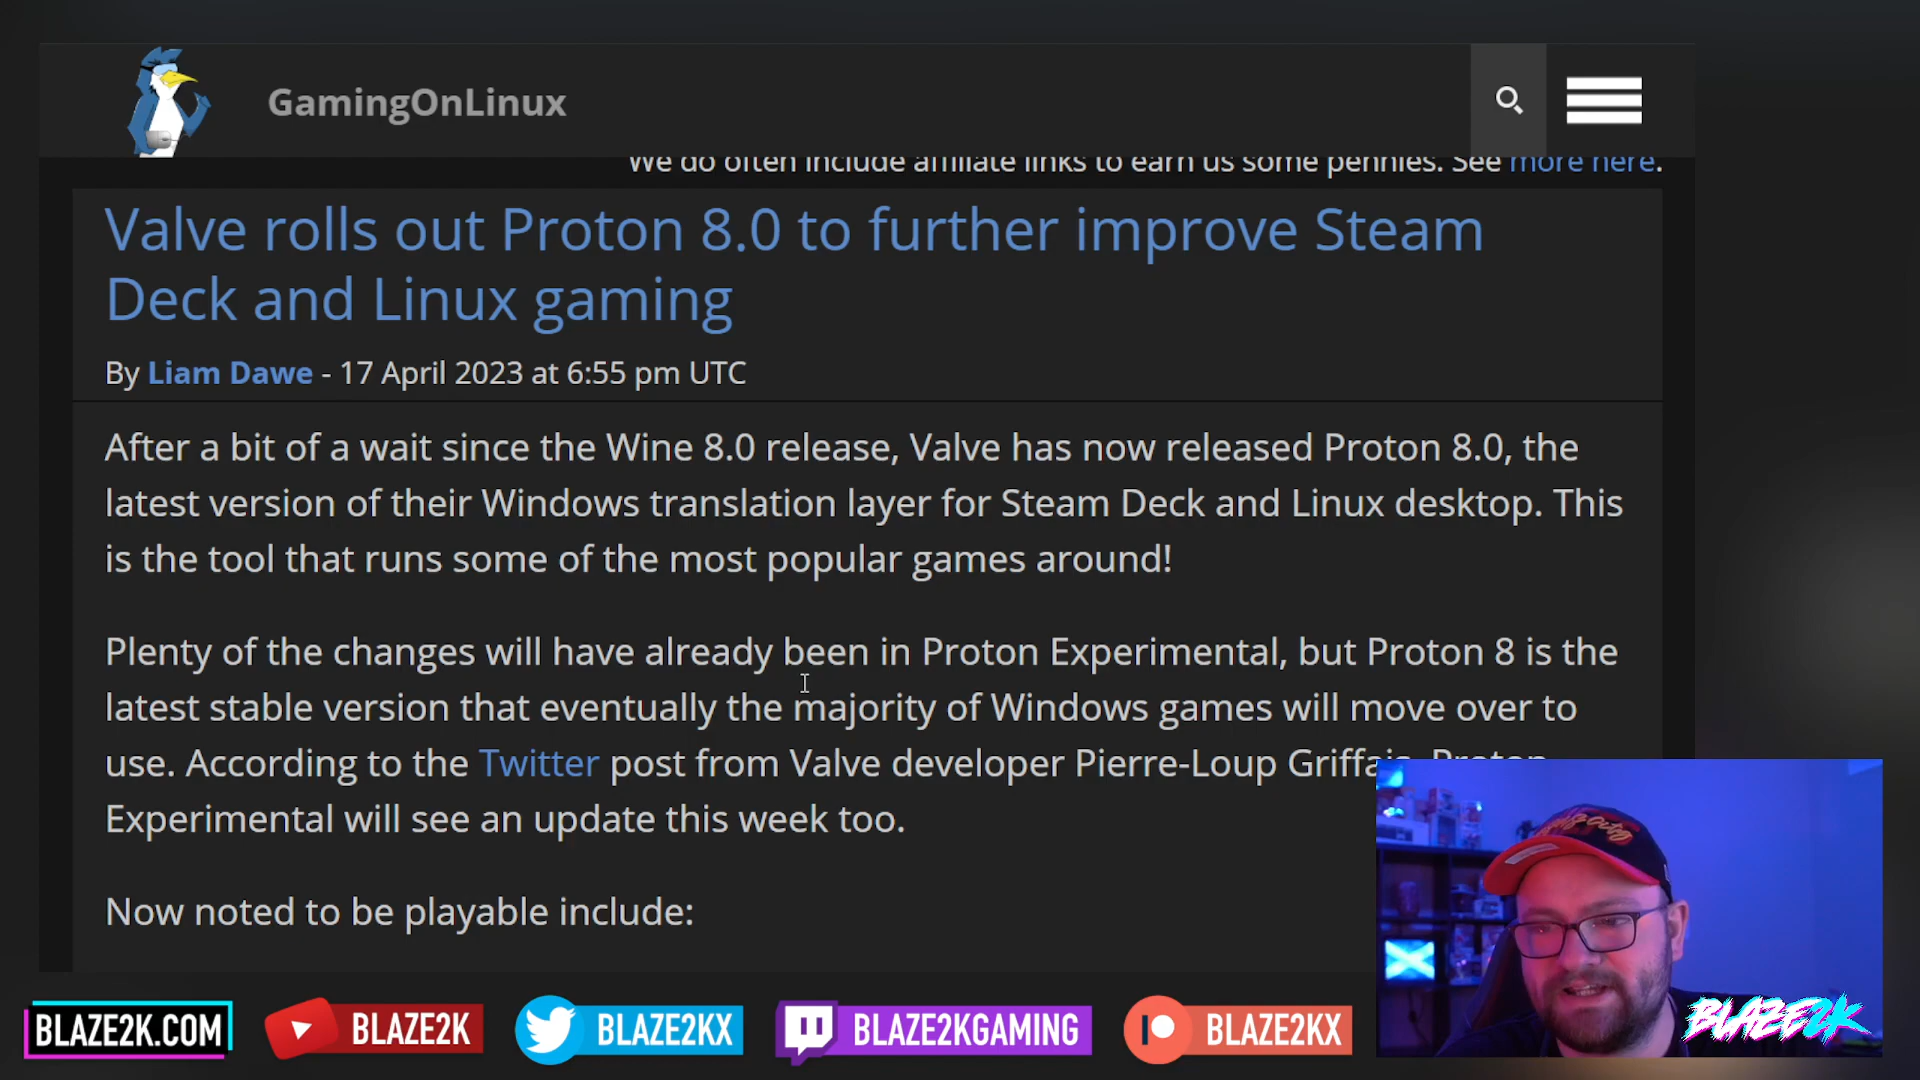 GamingOnLinux
We do often include affiliate links to earn us some pennies. See more here.
Valve rolls out Proton 8.0 to further improve Steam
Deck and Linux gaming
By Liam Dawe - 17 April 2023 at 6:55 pm UTC
After a bit of a wait since the Wine 8.0 release, Valve has now released Proton 8.0, the
latest version of their Windows translation layer for Steam Deck and Linux desktop. This
is the tool that runs some of the most popular games around!
Plenty of the changes will have already been in Proton Experimental, but Proton 8 is the
latest stable version that eventually the majority of Windows games will move over to
use. According to the Twitter post from Valve developer Pierre-Loup Griffais, Proton
Experimental will see an update this week too.
Now noted to be playable include:
BLAZE2K.COM
BLAZE2K
BLAZE2KX
BLAZE2KGAMING
BLAZE2KX
BLAZE2K